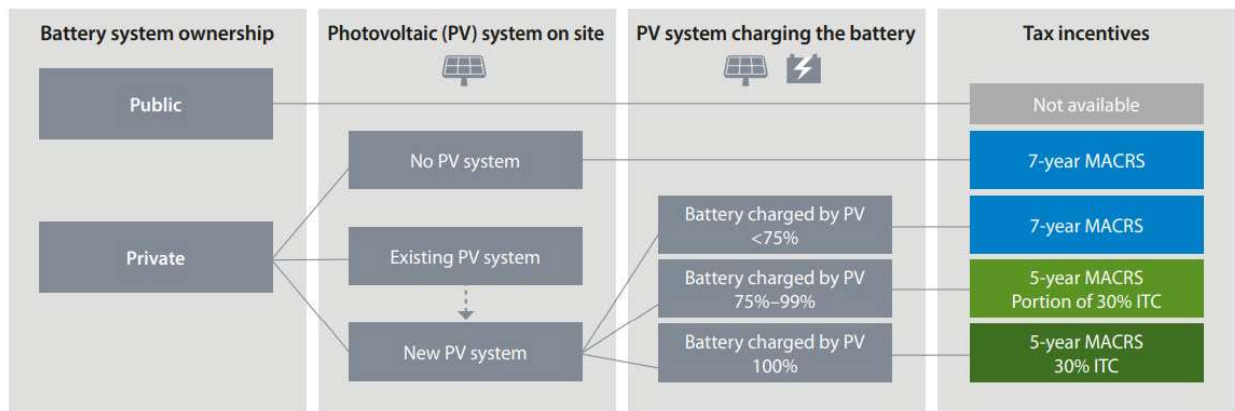 Battery system ownership
Photovoltaic (PV) system on site
PV system charging the battery
Tax incentives
Public
Not available
No PV system
7-year MACRS
Private
Existing PV system
New PV system
Battery charged by PV
<75%
7-year MACRS
Battery charged by PV
75%–99%
5-year MACRS
Portion of 30% ITC
Battery charged by PV
100%
5-year MACRS
30% ITC